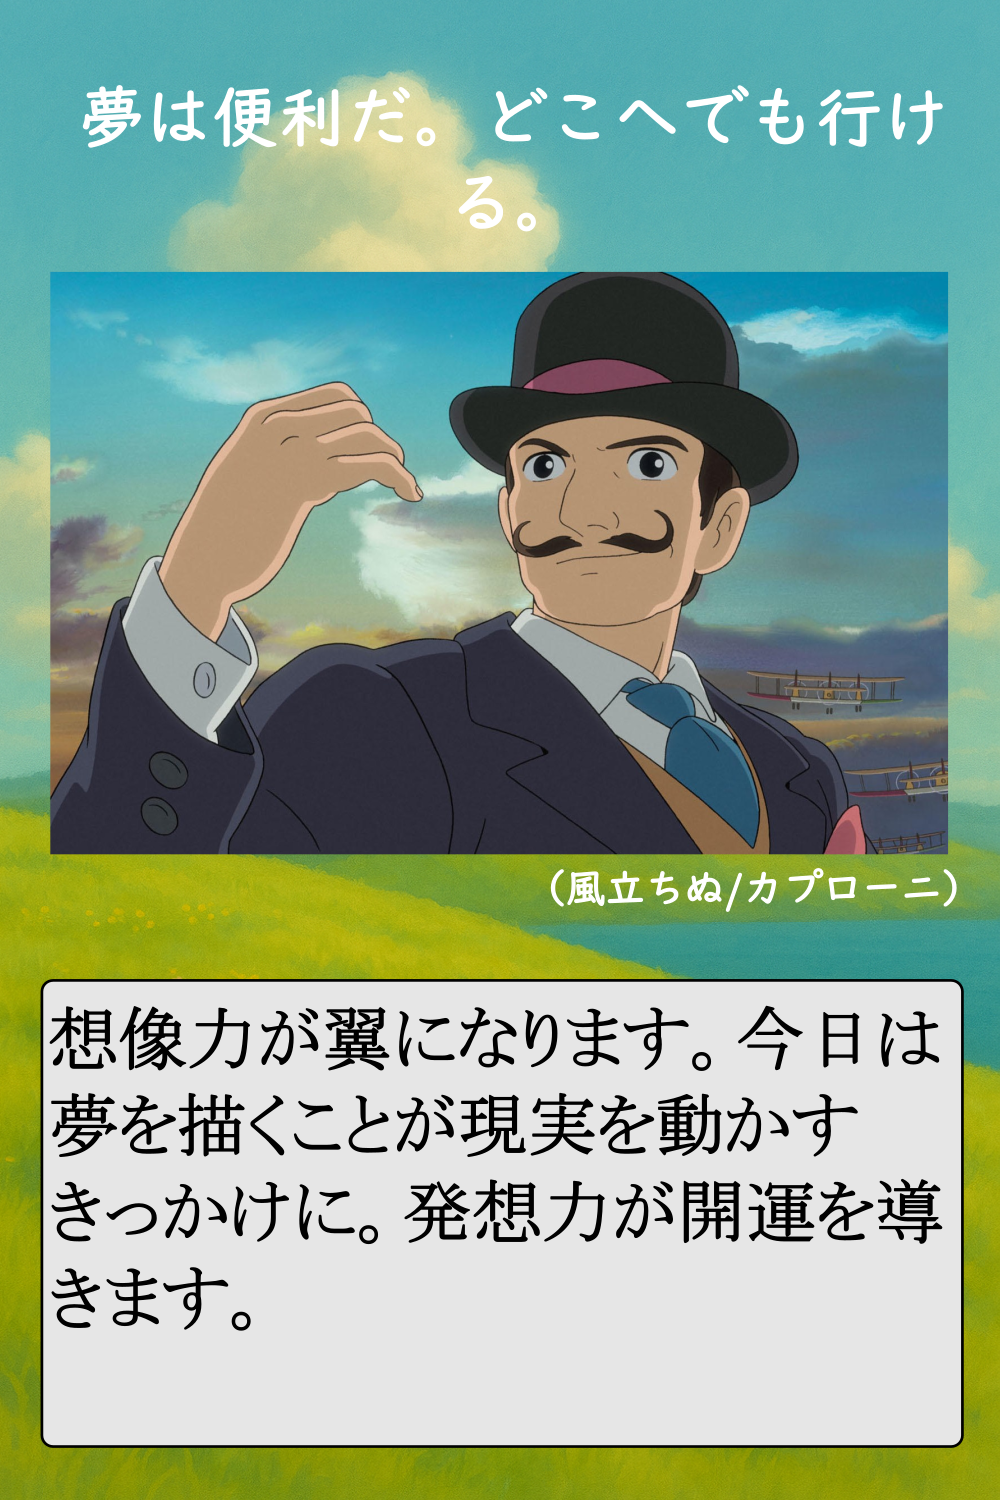 夢は便利だ。どこへでも行け
る。
（風立ちぬ/カプローニ）
想像力が翼になります。今日は
夢を描くことが現実を動かす
きっかけに。発想力が開運を導
きます。